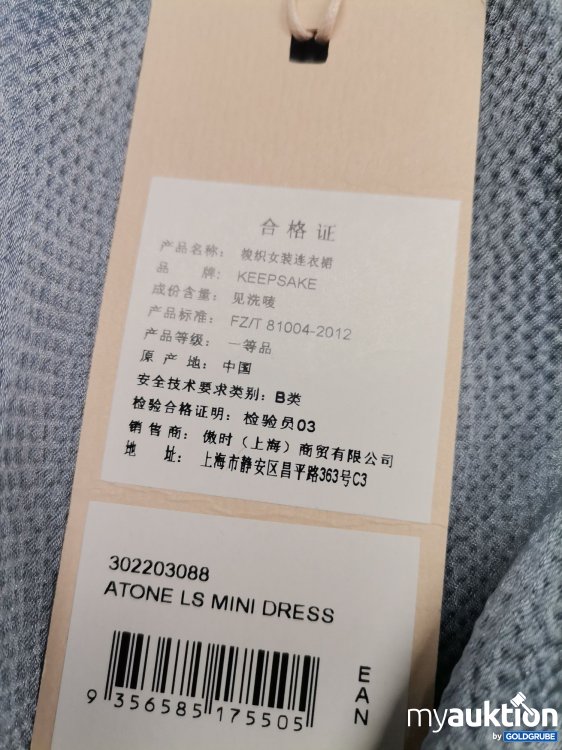 合格证
产品名称： 梭织女装连衣裙
品 牌： KEEPSAKE
成份含量： 见洗唛
产品标准： FZ/T 81004-2012
产品等级： 一等品
原 产 地： 中国
安全技术要求类别： B类
检验合格证明： 检验员03
销 售 商： 傲时（上海）商贸有限公司
地 址： 上海市静安区昌平路363号C3
302203088
ATONE LS MINI DRESS
9 356585 175505
EAN
myauktion
by GOLDGRUBE